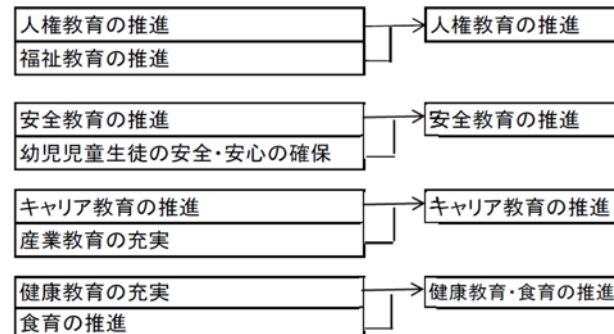 人権教育の推進
人権教育の推進
福祉教育の推進
安全教育の推進
安全教育の推進
幼児児童生徒の安全・安心の確保
キャリア教育の推進
キャリア教育の推進
産業教育の充実
健康教育の充実
健康教育・食育の推進
食育の推進